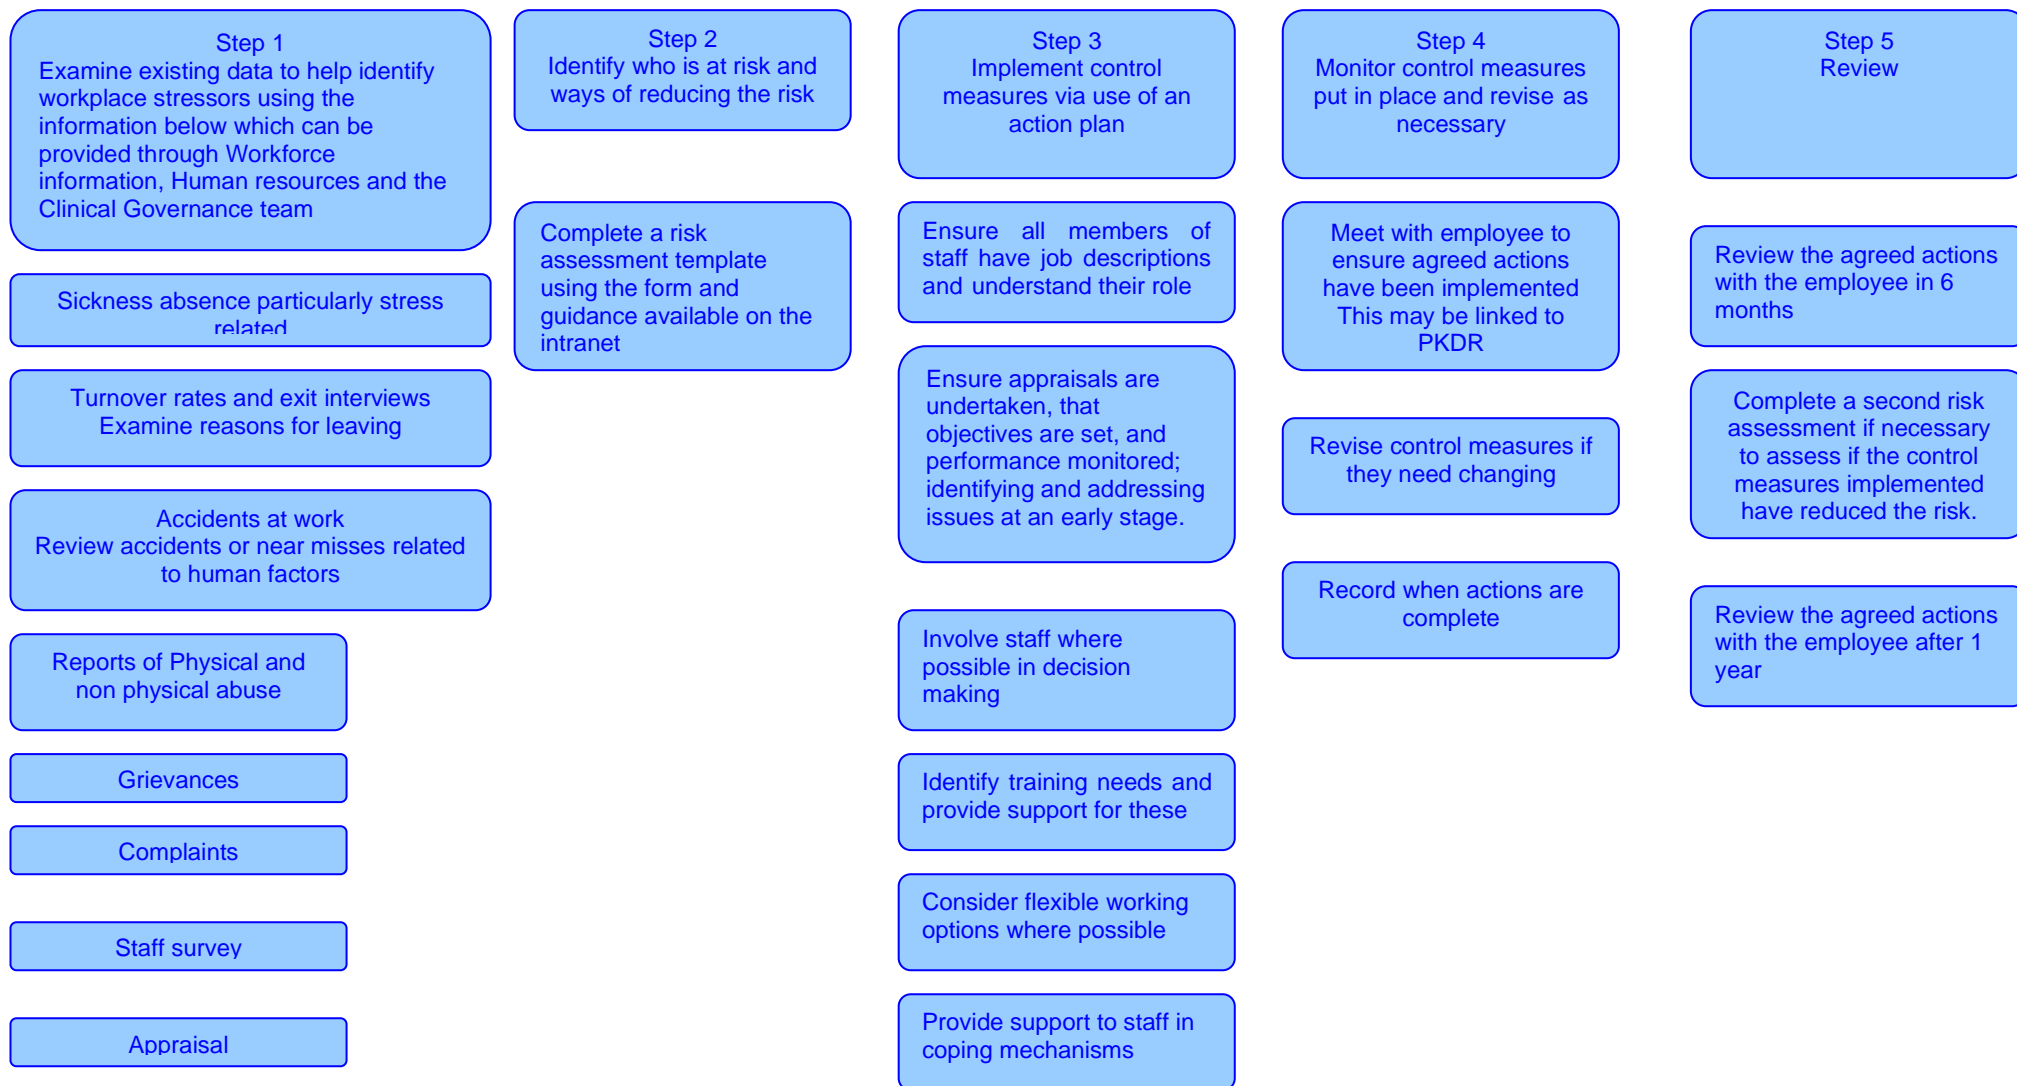 Step 1
Examine existing data to help identify
workplace stressors using the
information below which can be
provided through Workforce
information, Human resources and the
Clinical Governance team
Sickness absence particularly stress
related
Turnover rates and exit interviews
Examine reasons for leaving
Accidents at work
Review accidents or near misses related
to human factors
Reports of Physical and
non physical abuse
Grievances
Complaints
Staff survey
Appraisal
Step 2
Identify who is at risk and
ways of reducing the risk
Complete a risk
assessment template
using the form and
guidance available on the
intranet
Step 3
Implement control
measures via use of an
action plan
Ensure all members of
staff have job descriptions
and understand their role
Ensure appraisals are
undertaken, that
objectives are set, and
performance monitored;
identifying and addressing
issues at an early stage.
Involve staff where
possible in decision
making
Identify training needs and
provide support for these
Consider flexible working
options where possible
Provide support to staff in
coping mechanisms
Step 4
Monitor control measures
put in place and revise as
necessary
Meet with employee to
ensure agreed actions
have been implemented
This may be linked to
PKDR
Revise control measures if
they need changing
Record when actions are
complete
Step 5
Review
Review the agreed actions
with the employee in 6
months
Complete a second risk
assessment if necessary
to assess if the control
measures implemented
have reduced the risk.
Review the agreed actions
with the employee after 1
year